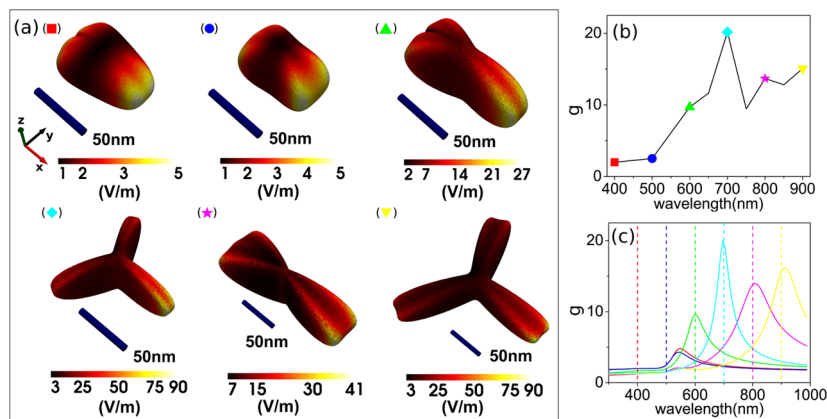 (a)
(■)
(●)
(▲)
50nm
50nm
50nm
z
y
x
1 2 3 5
(V/m)
1 2 3 4 5
(V/m)
2 7 14 21 27
(V/m)
(◆)
(★)
(▼)
50nm
50nm
50nm
3 25 50 75 90
(V/m)
7 15 30 41
(V/m)
3 25 50 75 90
(V/m)
(b)
g
20
10
0
400 500 600 700 800 900
wavelength(nm)
(c)
g
20
10
0
400 600 800 1000
wavelength(nm)